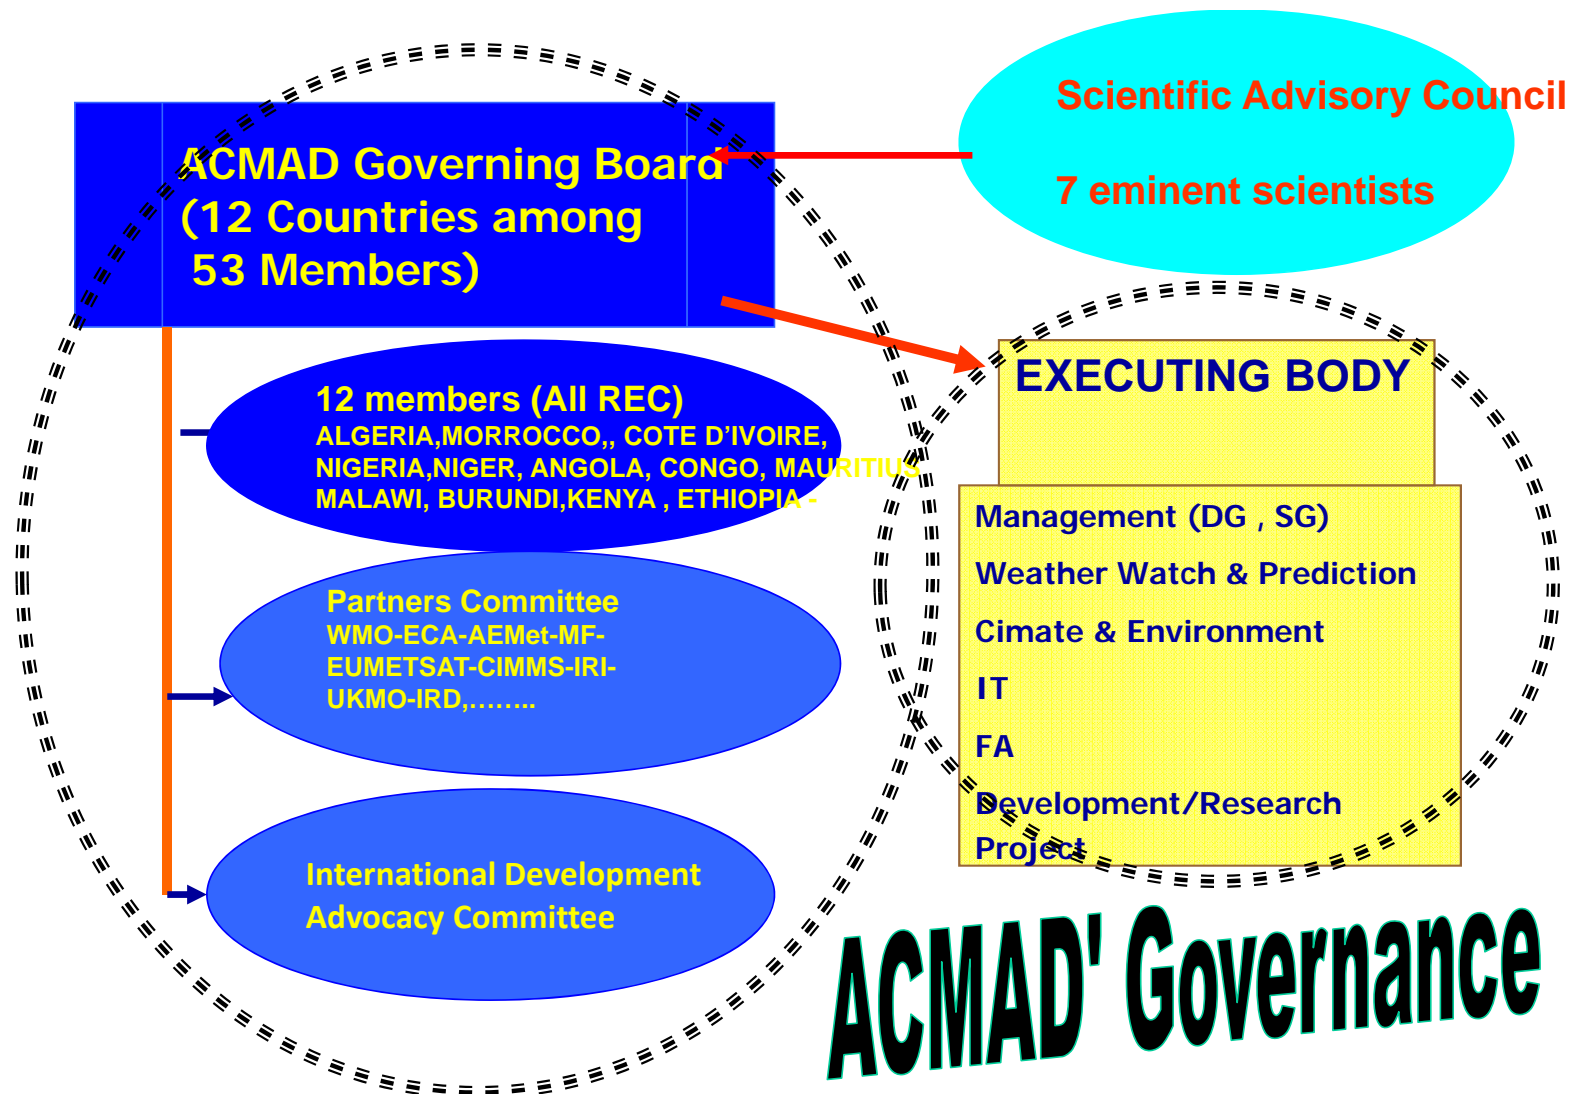 ACMAD Governing Board
(12 Countries among
53 Members)
Scientific Advisory Council
7 eminent scientists
12 members (All REC)
ALGERIA,MORROCCO,, COTE D’IVOIRE,
NIGERIA,NIGER, ANGOLA, CONGO, MAURITIUS
MALAWI, BURUNDI,KENYA , ETHIOPIA -
Partners Committee
WMO-ECA-AEMet-MF-
EUMETSAT-CIMMS-IRI-
UKMO-IRD,……..
International Development
Advocacy Committee
EXECUTING BODY
Management (DG , SG)
Weather Watch & Prediction
Cimate & Environment
IT
FA
Development/Research
Project
ACMAD' Governance